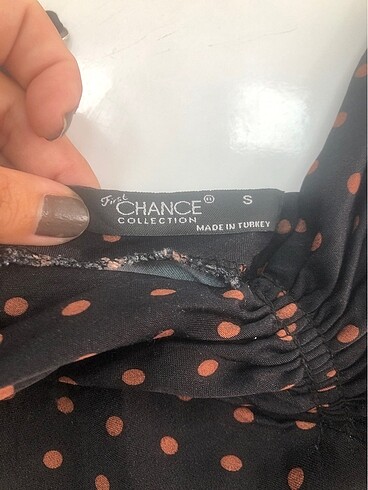 First
CHANCE ® S
COLLECTION
MADE IN TURKEY